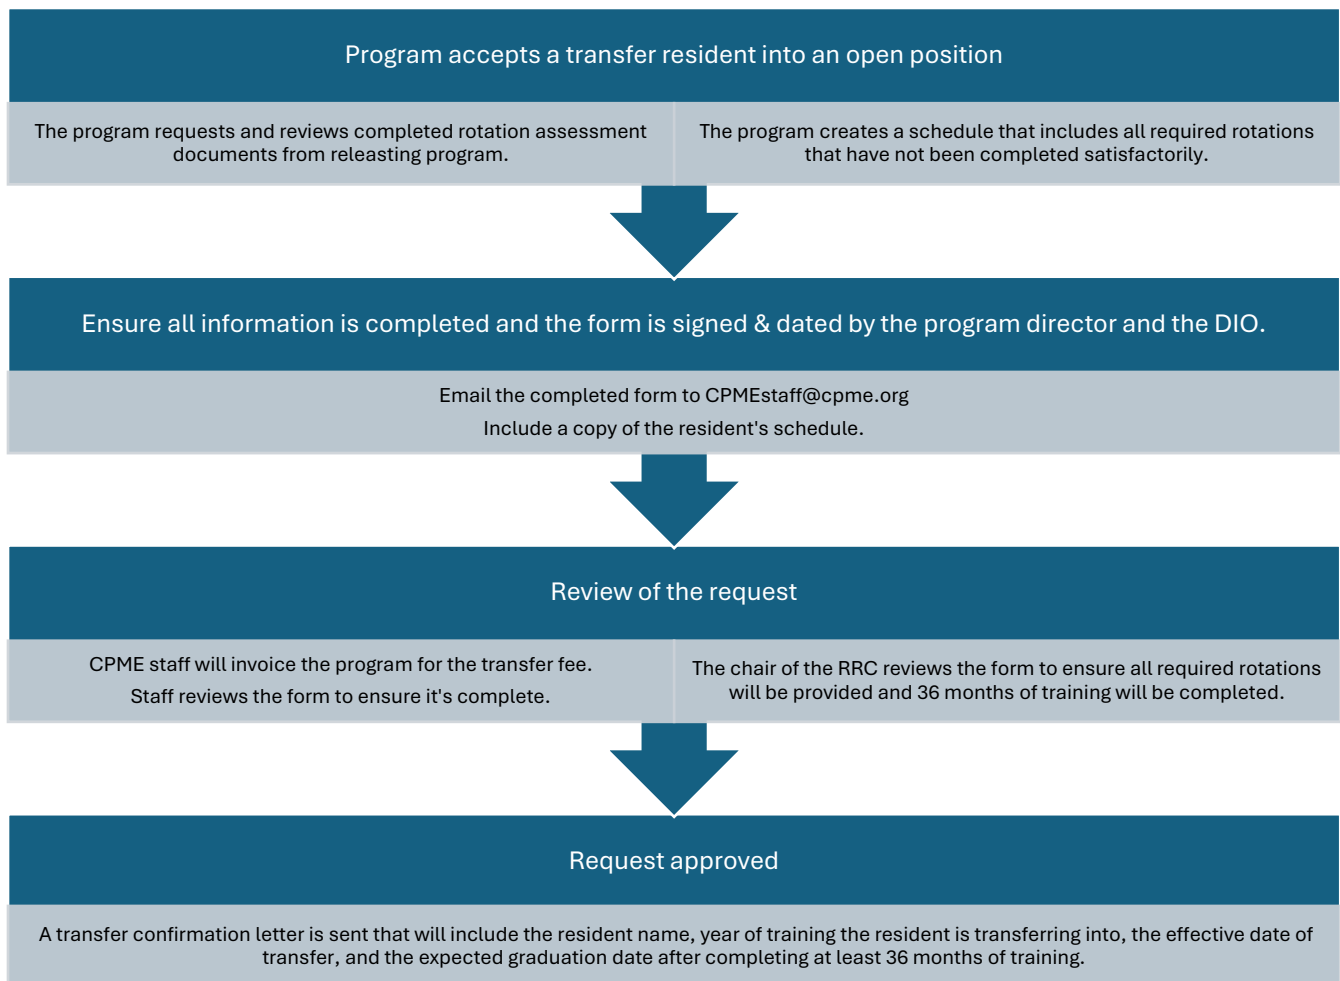 Program accepts a transfer resident into an open position
The program requests and reviews completed rotation assessment
documents from releasting program.
The program creates a schedule that includes all required rotations
that have not been completed satisfactorily.
Ensure all information is completed and the form is signed & dated by the program director and the DIO.
Email the completed form to CPMEstaff@cpme.org
Include a copy of the resident's schedule.
Review of the request
CPME staff will invoice the program for the transfer fee.
Staff reviews the form to ensure it's complete.
The chair of the RRC reviews the form to ensure all required rotations
will be provided and 36 months of training will be completed.
Request approved
A transfer confirmation letter is sent that will include the resident name, year of training the resident is transferring into, the effective date of
transfer, and the expected graduation date after completing at least 36 months of training.